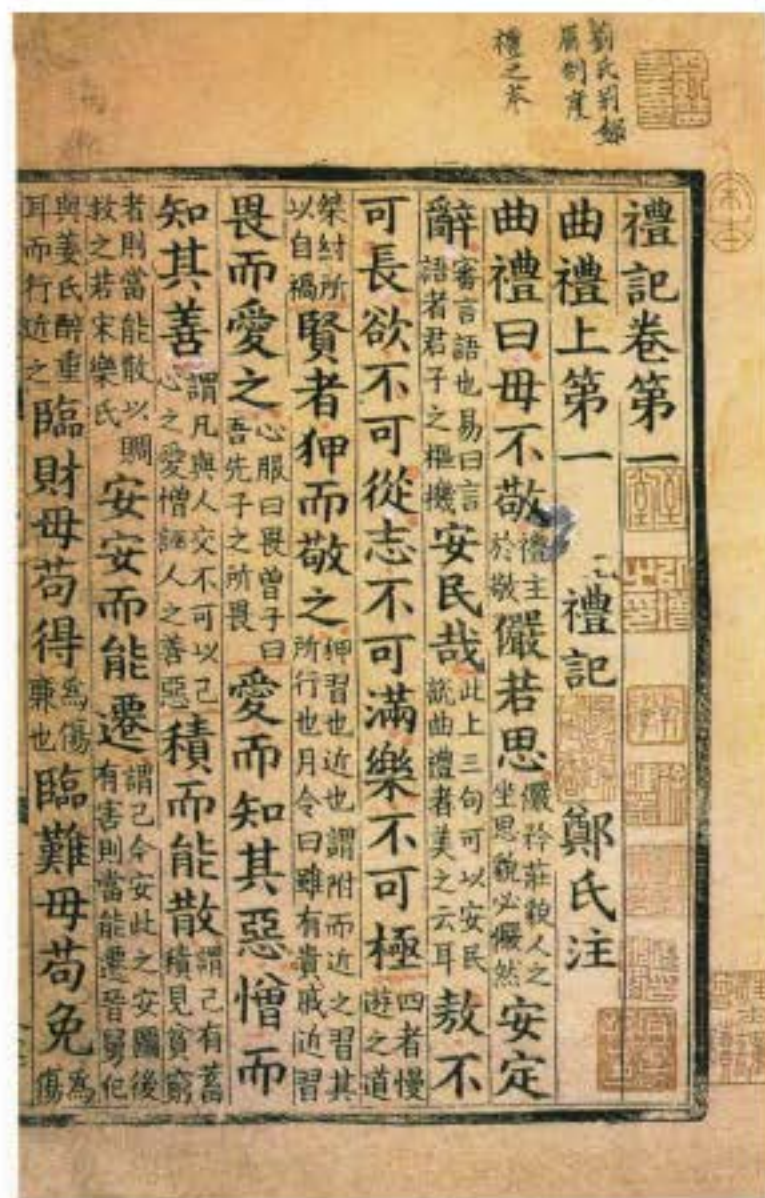 劉氏別錄
屬制度
禮之
禮記卷第一
曲禮上第一 禮記 鄭氏注
曲禮曰毋不敬禮主於敬儼若思儼矜莊貌人之坐思貌必儼然安定
辭審言語也易曰言語者君子之樞機安民哉此上三句可以安民説曲禮者美之云耳敖不
可長欲不可從志不可滿樂不可極四者慢遊之道
桀紂所以自禍賢者狎而敬之狎習也近也謂附而近之習其所行也月令曰雖有貴戚近習
畏而愛之心服曰畏曾子曰吾先子之所畏愛而知其惡憎而
知其善謂凡與人交不可以己心之愛憎誣人之善惡積而能散謂己有蓄積見貧窮
者則當能散以賙救之若宋樂氏安安而能遷謂己今安此之安圖後有害則當能遷晉舅犯
與姜氏醉重耳而行近之臨財毋苟得爲傷廉也臨難毋苟免爲傷